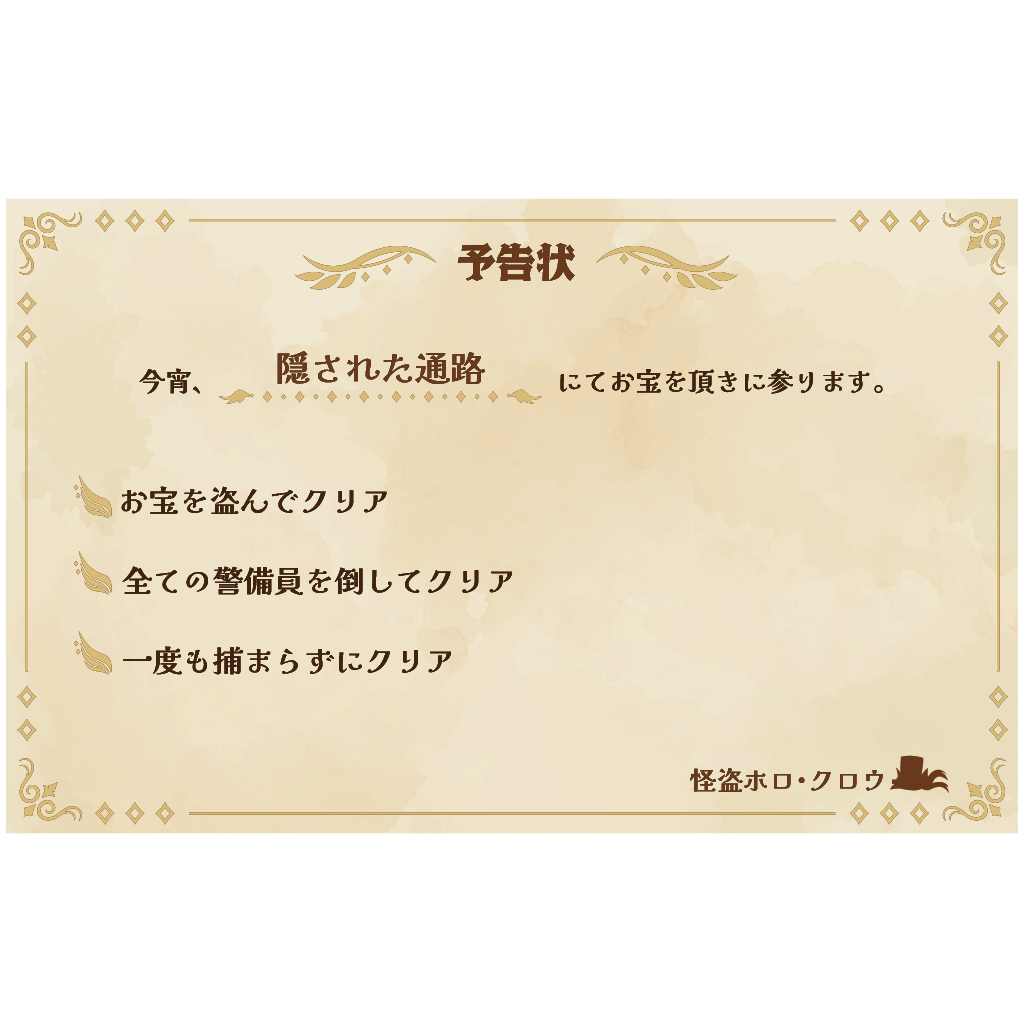 予告状
今宵、隠された通路にてお宝を頂きに参ります。
お宝を盗んでクリア
全ての警備員を倒してクリア
一度も捕まらずにクリア
怪盗ホロ・クロウ